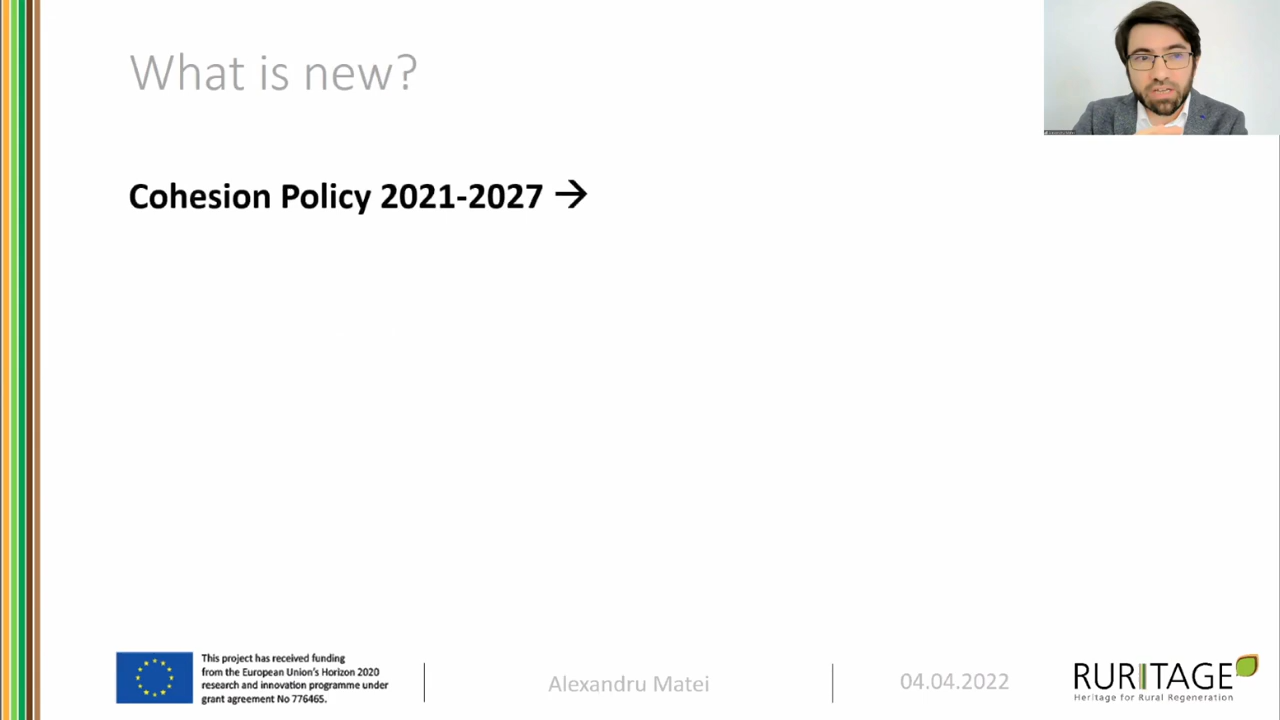 What is new?
Cohesion Policy 2021-2027 →
This project has received funding
from the European Union's Horizon 2020
research and innovation programme under
grant agreement No 776465.
Alexandru Matei
04.04.2022
RURITAGE
Heritage for Rural Regeneration